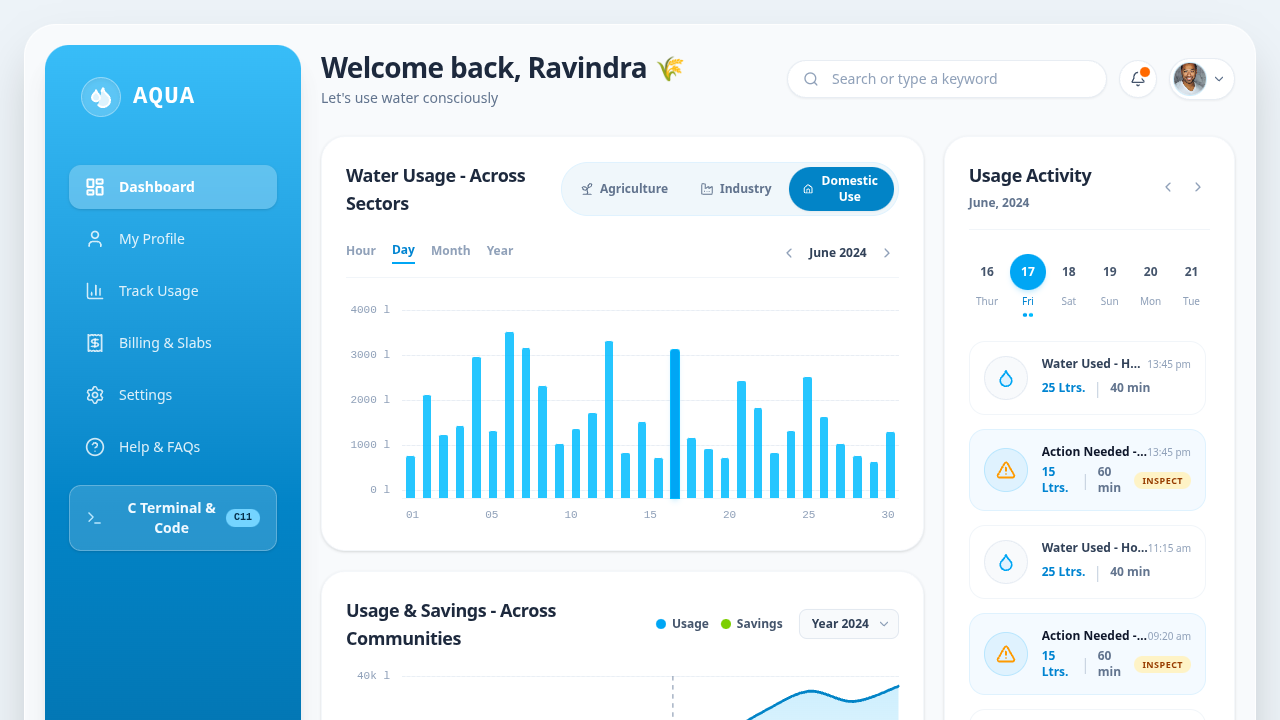 AQUA
Dashboard
My Profile
Track Usage
Billing & Slabs
Settings
Help & FAQs
C Terminal &
Code
C11
Welcome back, Ravindra 🌾
Let's use water consciously
Search or type a keyword
Water Usage - Across
Sectors
Agriculture
Industry
Domestic
Use
Hour Day Month Year
June 2024
4000 l
3000 l
2000 l
1000 l
0 l
01 05 10 15 20 25 30
Usage & Savings - Across
Communities
Usage
Savings
Year 2024
40k l
Usage Activity
June, 2024
16 17 18 19 20 21
Thur Fri Sat Sun Mon Tue
Water Used - H... 13:45 pm
25 Ltrs. | 40 min
Action Needed -... 13:45 pm
15
Ltrs. | 60
min
INSPECT
Water Used - Ho... 11:15 am
25 Ltrs. | 40 min
Action Needed -... 09:20 am
15
Ltrs. | 60
min
INSPECT